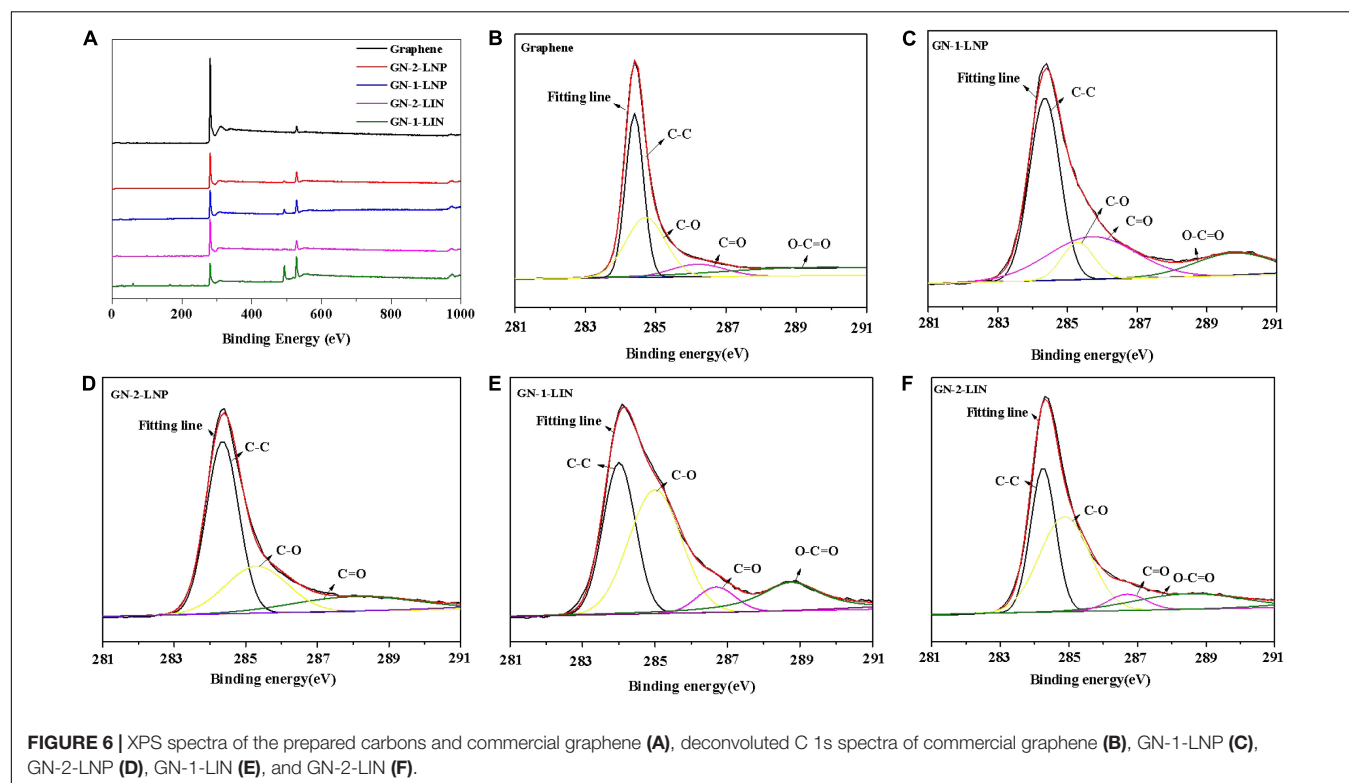 A
Graphene
GN-2-LNP
GN-1-LNP
GN-2-LIN
GN-1-LIN
0 200 400 600 800 1000
Binding Energy (eV)
B
Graphene
Fitting line
C-C
C-O
C=O
O-C=O
281 283 285 287 289 291
Binding energy(eV)
C
GN-1-LNP
Fitting line
C-C
C-O
C=O
O-C=O
281 283 285 287 289 291
Binding energy(eV)
D
GN-2-LNP
Fitting line
C-C
C-O
C=O
281 283 285 287 289 291
Binding energy(eV)
E
GN-1-LIN
Fitting line
C-C
C-O
C=O
O-C=O
281 283 285 287 289 291
Binding energy(eV)
F
GN-2-LIN
Fitting line
C-C
C-O
C=O
O-C=O
281 283 285 287 289 291
Binding energy(eV)
FIGURE 6 | XPS spectra of the prepared carbons and commercial graphene (A), deconvoluted C 1s spectra of commercial graphene (B), GN-1-LNP (C),
GN-2-LNP (D), GN-1-LIN (E), and GN-2-LIN (F).